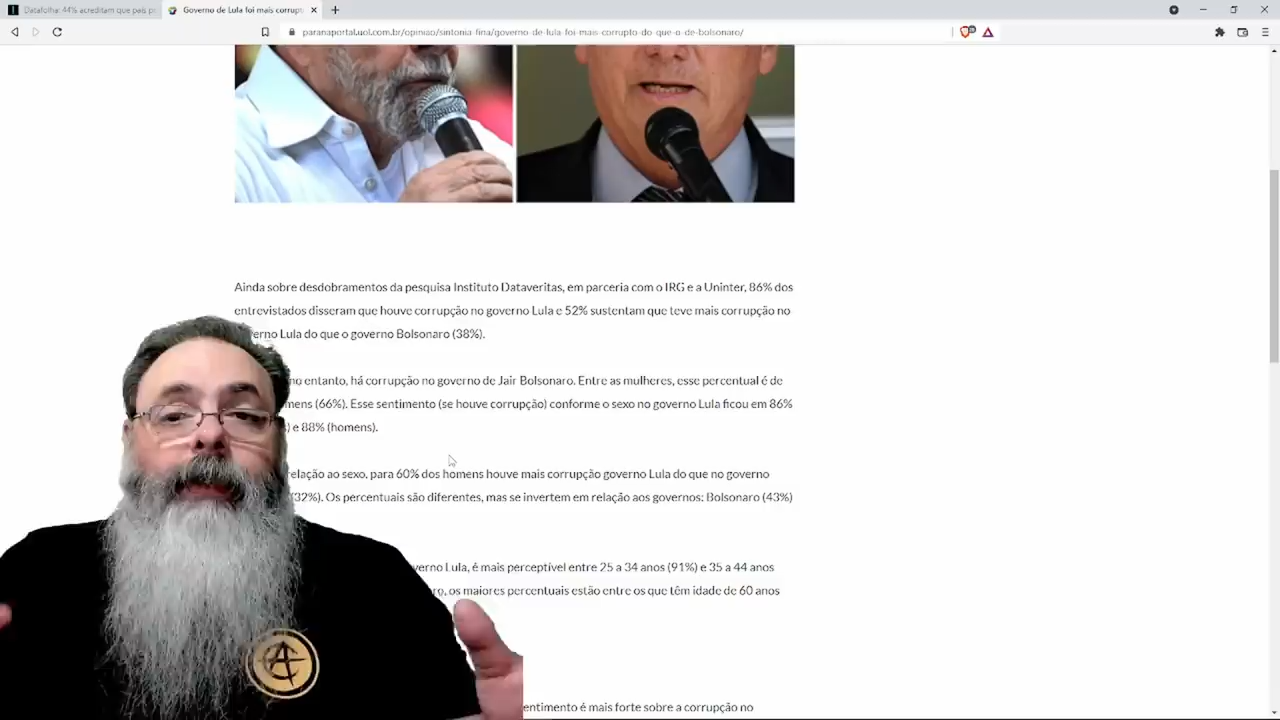 Datafolha: 44% acreditam que país p
Governo de Lula foi mais corrupto
paranaportal.uol.com.br/opiniao/sintonia-fina/governo-de-lula-foi-mais-corrupto-do-que-o-de-bolsonaro/
Ainda sobre desdobramentos da pesquisa Instituto Dataveritas, em parceria com o IRG e a Uninter, 86% dos
entrevistados disseram que houve corrupção no governo Lula e 52% sustentam que teve mais corrupção no
verno Lula do que o governo Bolsonaro (38%).
no entanto, há corrupção no governo de Jair Bolsonaro. Entre as mulheres, esse percentual é de
mens (66%). Esse sentimento (se houve corrupção) conforme o sexo no governo Lula ficou em 86%
) e 88% (homens).
elação ao sexo, para 60% dos homens houve mais corrupção governo Lula do que no governo
(32%). Os percentuais são diferentes, mas se invertem em relação aos governos: Bolsonaro (43%)
verno Lula, é mais perceptível entre 25 a 34 anos (91%) e 35 a 44 anos
ro, os maiores percentuais estão entre os que têm idade de 60 anos
entimento é mais forte sobre a corrupção no